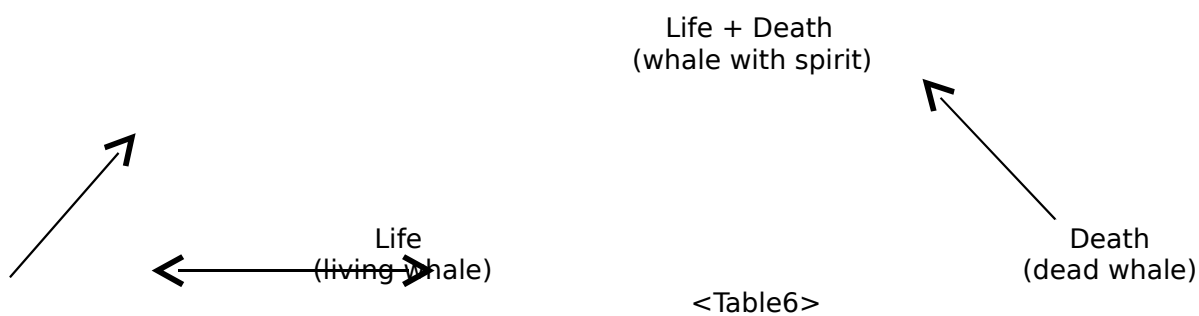 Life + Death
(whale with spirit)
Life
(living whale)
Death
(dead whale)
<Table6>